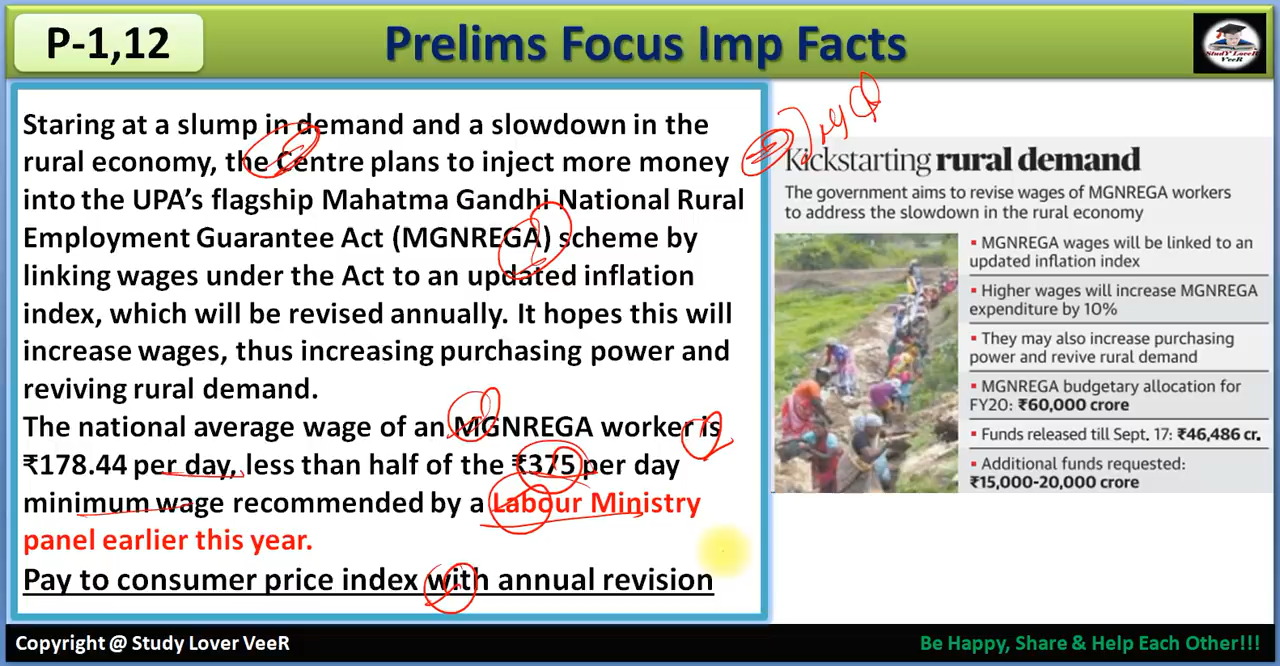 P-1,12
Prelims Focus Imp Facts
StudY LoveR
VeeR
Staring at a slump in demand and a slowdown in the
rural economy, the Centre plans to inject more money
into the UPA's flagship Mahatma Gandhi National Rural
Employment Guarantee Act (MGNREGA) scheme by
linking wages under the Act to an updated inflation
index, which will be revised annually. It hopes this will
increase wages, thus increasing purchasing power and
reviving rural demand.
The national average wage of an MGNREGA worker is
₹178.44 per day, less than half of the ₹375 per day
minimum wage recommended by a Labour Ministry
panel earlier this year.
Pay to consumer price index with annual revision
Kickstarting rural demand
The government aims to revise wages of MGNREGA workers
to address the slowdown in the rural economy
▪ MGNREGA wages will be linked to an
updated inflation index
▪ Higher wages will increase MGNREGA
expenditure by 10%
▪ They may also increase purchasing
power and revive rural demand
▪ MGNREGA budgetary allocation for
FY20: ₹60,000 crore
▪ Funds released till Sept. 17: ₹46,486 cr.
▪ Additional funds requested:
₹15,000-20,000 crore
Copyright @ Study Lover VeeR
Be Happy, Share & Help Each Other!!!